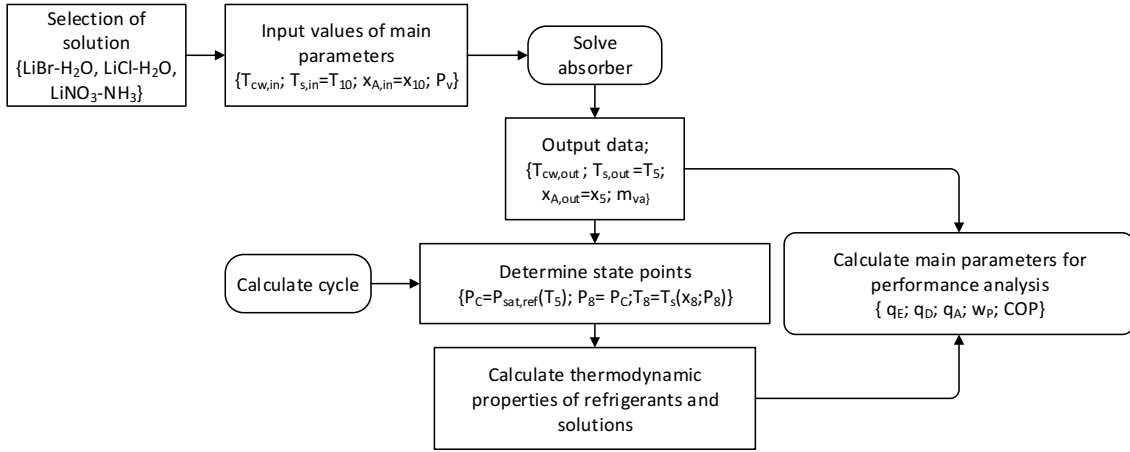 Selection of
solution
{LiBr-H₂O, LiCl-H₂O,
LiNO₃-NH₃}
Input values of main
parameters
{T_cw,in; T_s,in=T₁₀; x_A,in=x₁₀; P_v}
Solve
absorber
Output data;
{T_cw,out; T_s,out=T₅;
x_A,out=x₅; m_va}
Calculate cycle
Determine state points
{P_C=P_sat,ref(T₅); P₈= P_C;T₈=T_s(x₈;P₈)}
Calculate main parameters for
performance analysis
{ q_E; q_D; q_A; w_P; COP}
Calculate thermodynamic
properties of refrigerants and
solutions